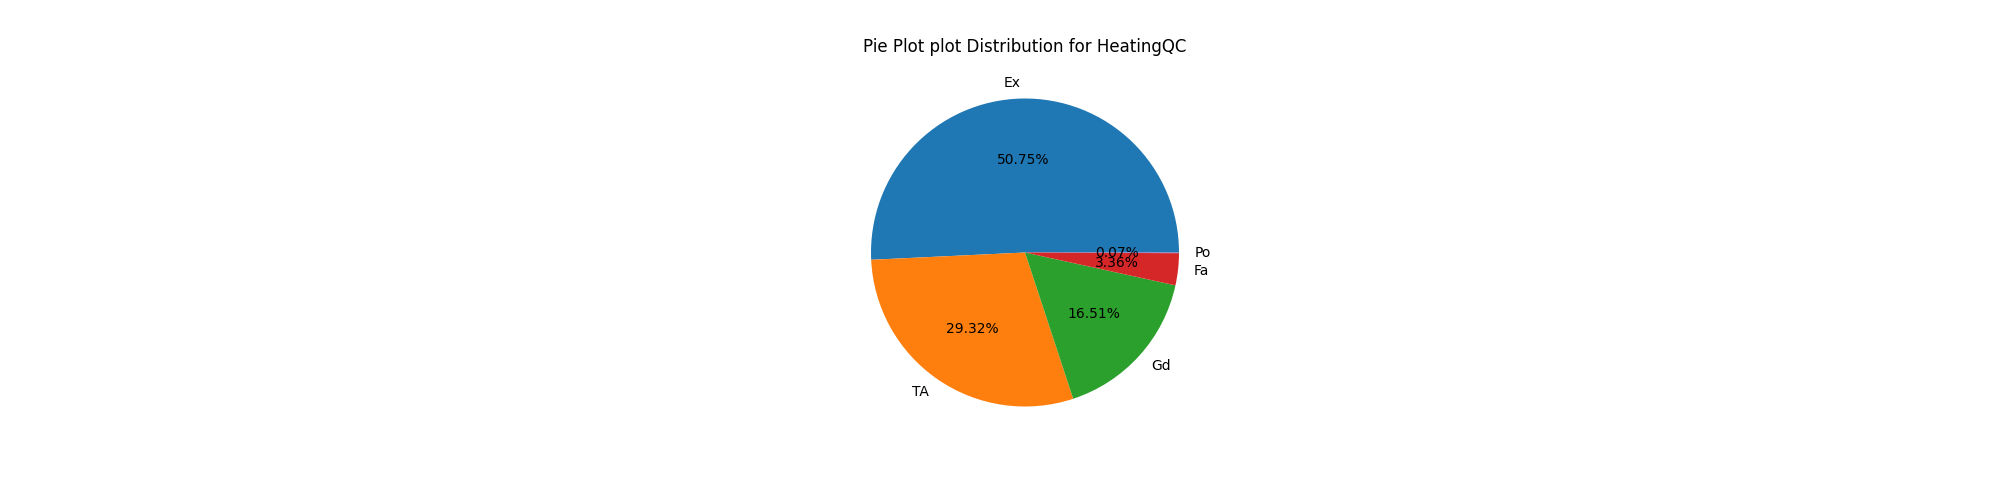 Pie Plot plot Distribution for HeatingQC
Ex
50.75%
0.07%
Po
3.36%
Fa
16.51%
29.32%
Gd
TA